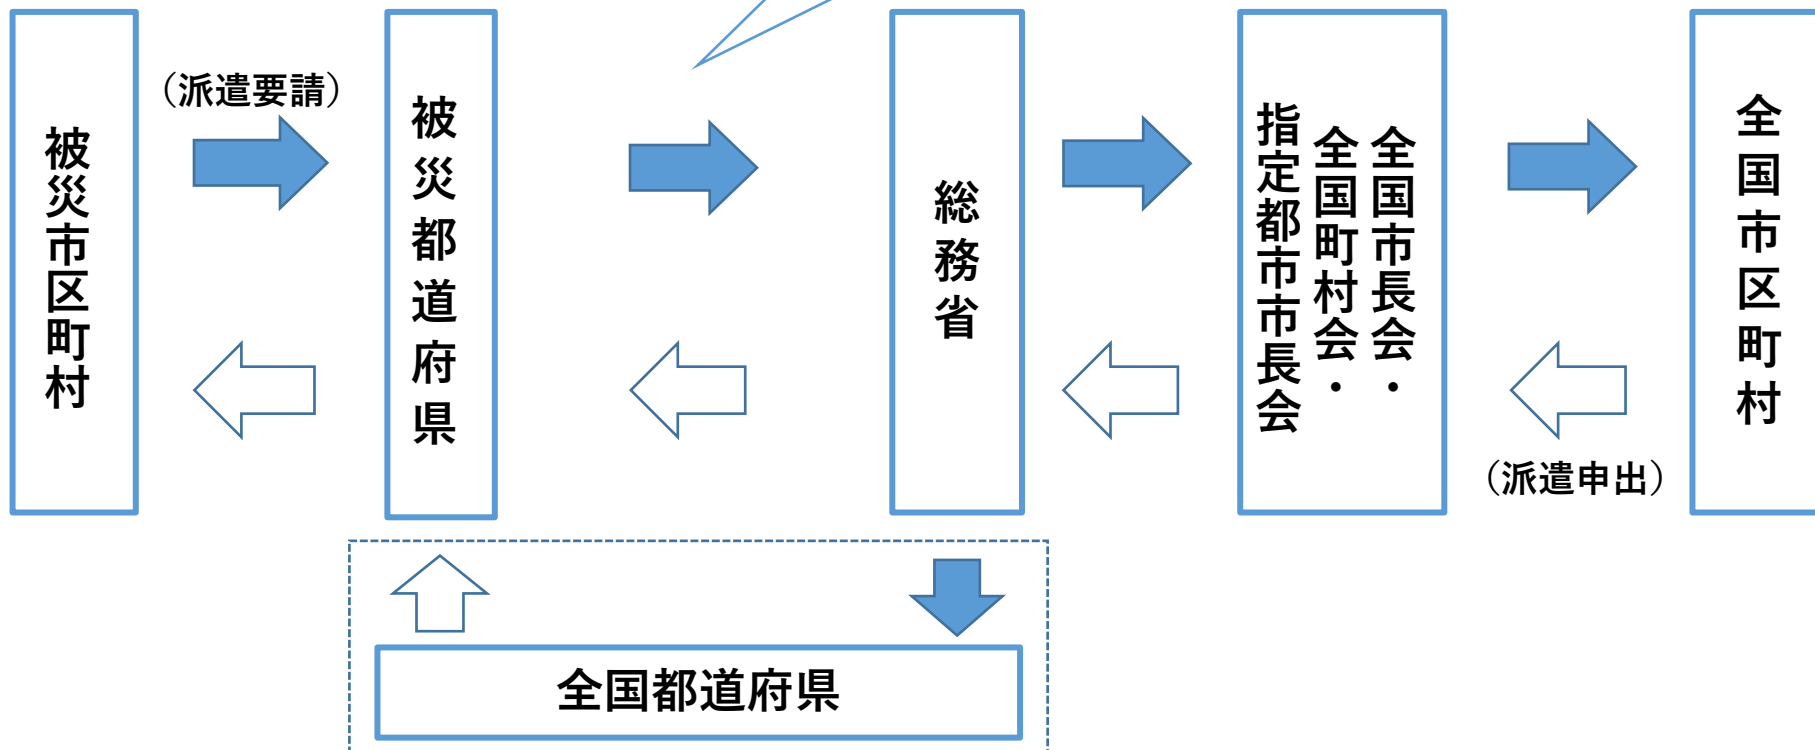 被災市区町村
（派遣要請）
被災都道府県
総務省
全国市長会・
全国町村会・
指定都市市長会
全国市区町村
（派遣申出）
全国都道府県